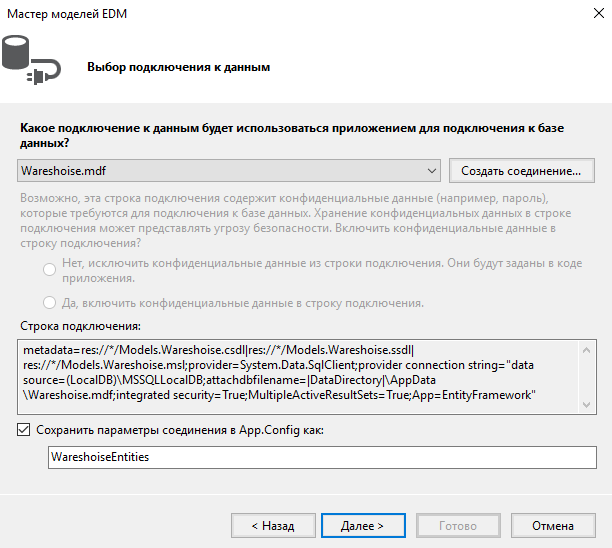 Мастер моделей EDM
Выбор подключения к данным
Какое подключение к данным будет использоваться приложением для подключения к базе
данных?
Wareshoise.mdf
Создать соединение...
Возможно, эта строка подключения содержит конфиденциальные данные (например, пароль),
которые требуются для подключения к базе данных. Хранение конфиденциальных данных в строке
подключения может представлять угрозу безопасности. Включить конфиденциальные данные в
строку подключения?
Нет, исключить конфиденциальные данные из строки подключения. Они будут заданы в коде
приложения.
Да, включить конфиденциальные данные в строку подключения.
Строка подключения:
metadata=res://*/Models.Wareshoise.csdl|res://*/Models.Wareshoise.ssdl|
res://*/Models.Wareshoise.msl;provider=System.Data.SqlClient;provider connection string="data
source=(LocalDB)\MSSQLLocalDB;attachdbfilename=|DataDirectory|\AppData
\Wareshoise.mdf;integrated security=True;MultipleActiveResultSets=True;App=EntityFramework"
Сохранить параметры соединения в App.Config как:
WareshoiseEntities
< Назад
Далее >
Готово
Отмена